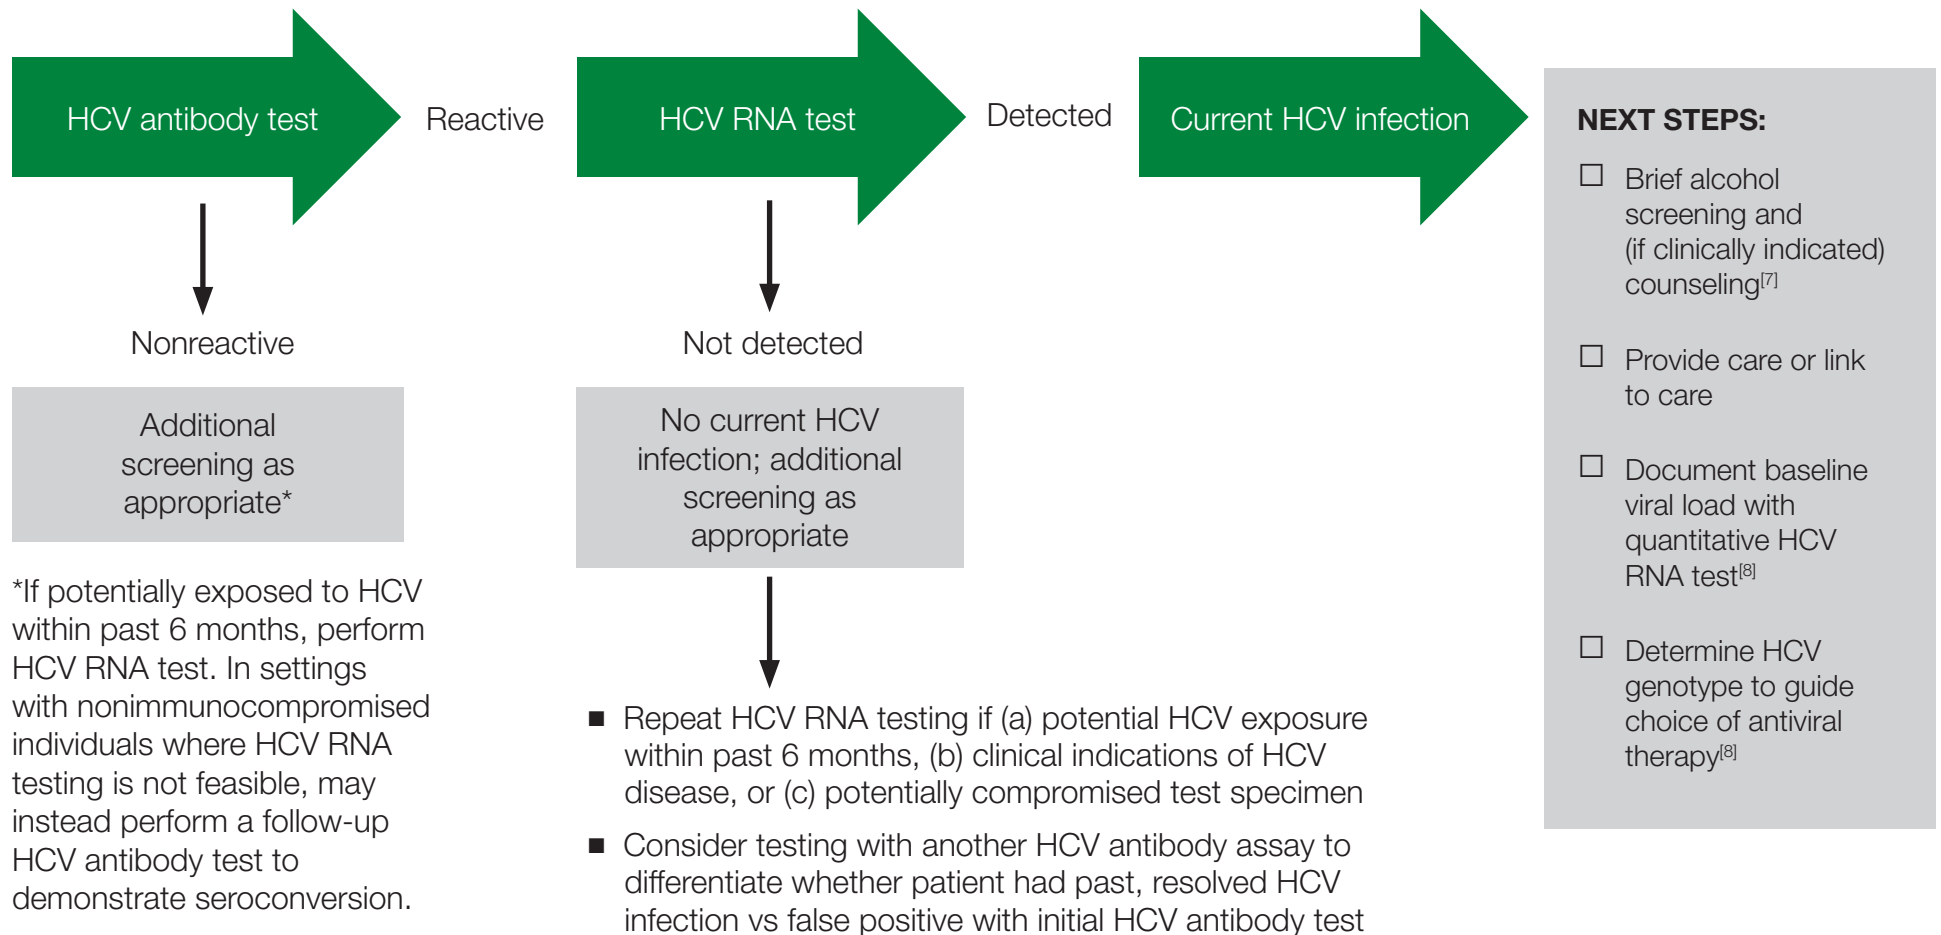 HCV antibody test
Reactive
HCV RNA test
Detected
Current HCV infection
Nonreactive
Additional
screening as
appropriate*
*If potentially exposed to HCV
within past 6 months, perform
HCV RNA test. In settings
with nonimmunocompromised
individuals where HCV RNA
testing is not feasible, may
instead perform a follow-up
HCV antibody test to
demonstrate seroconversion.
Not detected
No current HCV
infection; additional
screening as
appropriate
■ Repeat HCV RNA testing if (a) potential HCV exposure
within past 6 months, (b) clinical indications of HCV
disease, or (c) potentially compromised test specimen
■ Consider testing with another HCV antibody assay to
differentiate whether patient had past, resolved HCV
infection vs false positive with initial HCV antibody test
NEXT STEPS:
☐ Brief alcohol
screening and
(if clinically indicated)
counseling[7]
☐ Provide care or link
to care
☐ Document baseline
viral load with
quantitative HCV
RNA test[8]
☐ Determine HCV
genotype to guide
choice of antiviral
therapy[8]